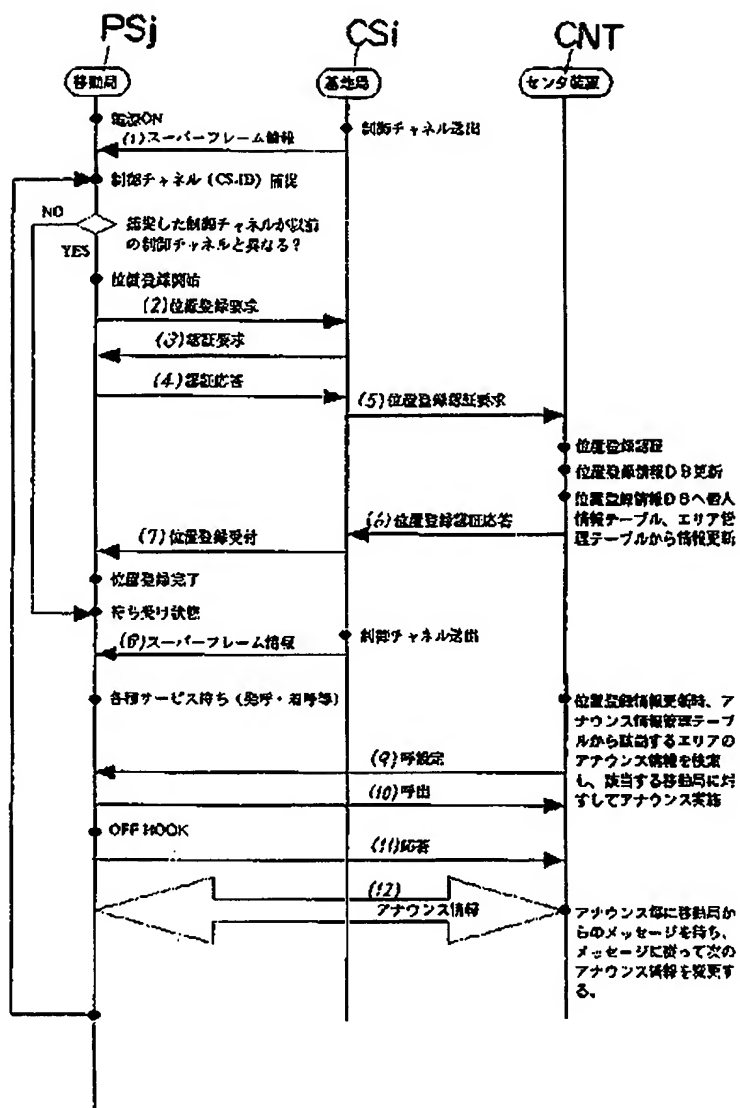 PSj
CSi
CNT
移動局
基地局
センタ装置
電源ON
制御チャネル送出
(1)スーパーフレーム情報
制御チャネル(CS-ID)捕捉
NO
捕捉した制御チャネルが以前
の制御チャネルと異なる?
YES
位置登録開始
(2)位置登録要求
(3)認証要求
(4)認証応答
(5)位置登録認証要求
位置登録認証
位置登録情報DB更新
位置登録情報DBへ個人
情報テーブル、エリア管
理テーブルから情報更新
(6)位置登録認証応答
(7)位置登録受付
位置登録完了
待ち受け状態
制御チャネル送出
(8)スーパーフレーム情報
各種サービス待ち(発呼・着呼等)
位置登録情報更新時、ア
ナウンス情報管理テーブ
ルから該当するエリアの
アナウンス情報を検索
し、該当する移動局に対
すしてアナウンス実施
(9)呼設定
(10)呼出
OFF HOOK
(11)応答
(12)
アナウンス情報
アナウンス毎に移動局か
らのメッセージを待ち、
メッセージに従って次の
アナウンス情報を変更す
る。